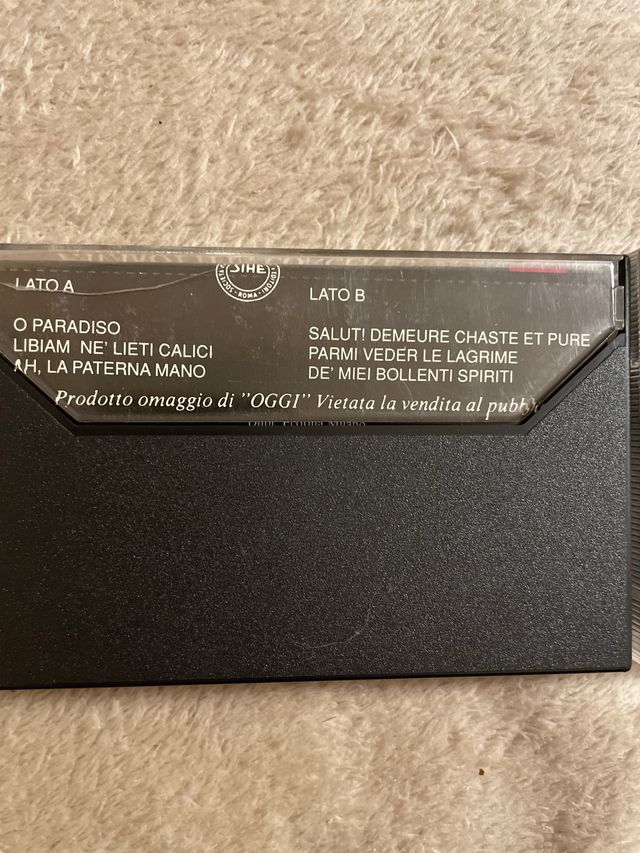 LATO A
O PARADISO
LIBIAM NE' LIETI CALICI
AH, LA PATERNA MANO
LATO B
SALUT! DEMEURE CHASTE ET PURE
PARMI VEDER LE LAGRIME
DE' MIEI BOLLENTI SPIRITI
Prodotto omaggio di "OGGI" Vietata la vendita al
ROMA